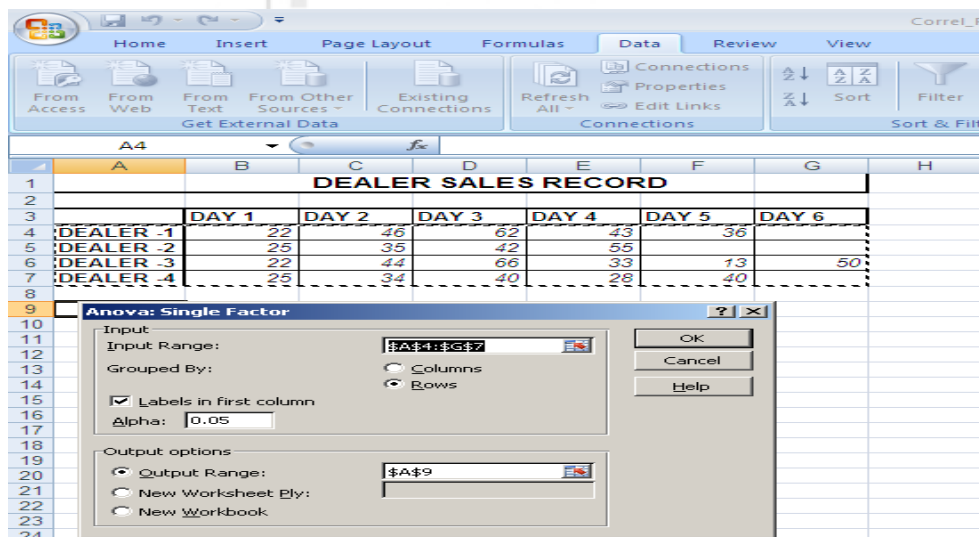 Correl_
Home Insert Page Layout Formulas Data Review View
From Access From Web From Text From Other Sources Existing Connections Refresh All Connections Properties Edit Links Sort Filter
Get External Data Connections Sort & Filt
A4 fx
A B C D E F G H
1 DEALER SALES RECORD
2
3 DAY 1 DAY 2 DAY 3 DAY 4 DAY 5 DAY 6
4 DEALER -1 22 46 62 43 36
5 DEALER -2 25 35 42 55
6 DEALER -3 22 44 66 33 13 50
7 DEALER -4 25 34 40 28 40
8
9 Anova: Single Factor ? X
10 Input
11 Input Range: $A$4:$G$7 OK
12 Cancel
13 Grouped By: Columns
14 Rows Help
15 Labels in first column
16 Alpha: 0.05
17
18 Output options
19
20 Output Range: $A$9
21 New Worksheet Ply:
22 New Workbook
23
24